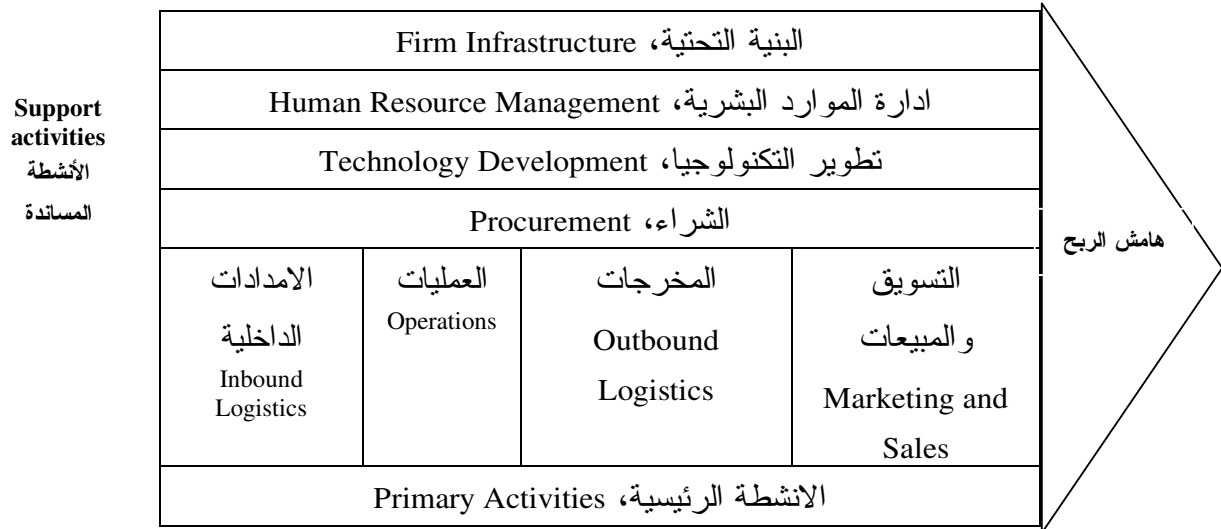 البنية التحتية، Firm Infrastructure
ادارة الموارد البشرية، Human Resource Management
تطوير التكنولوجيا، Technology Development
الشراء، Procurement
Support
activities
الأنشطة
المساندة
هامش الربح
الامدادات
الداخلية
Inbound
Logistics
العمليات
Operations
المخرجات
Outbound
Logistics
التسويق
والمبيعات
Marketing and
Sales
الانشطة الرئيسية، Primary Activities